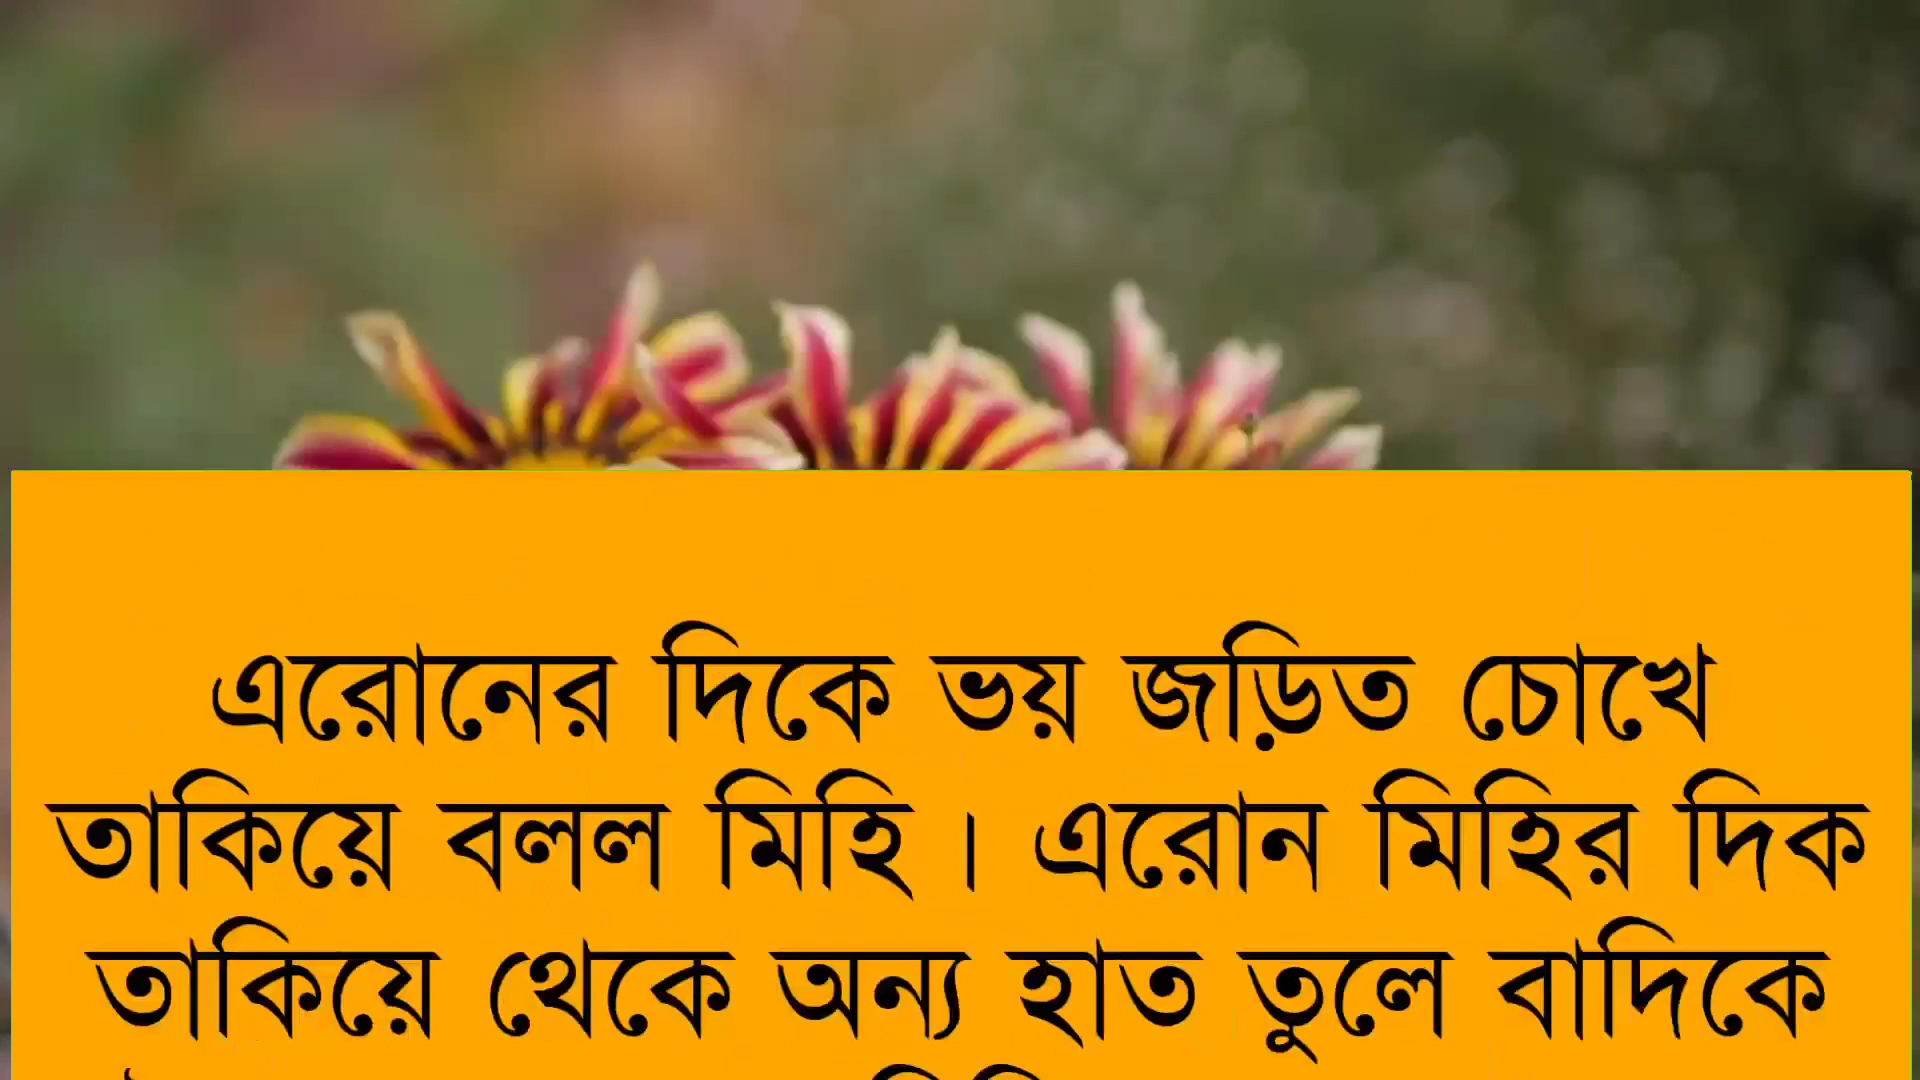 এরোনের দিকে ভয় জড়িত চোখে
তাকিয়ে বলল মিহি । এরোন মিহির দিক
তাকিয়ে থেকে অন্য হাত তুলে বাদিকে